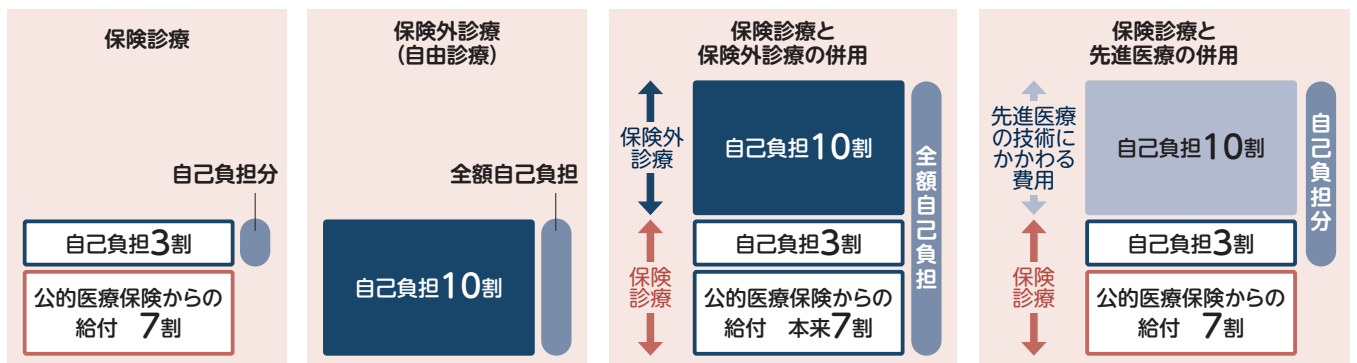 保険診療
自己負担分
自己負担3割
公的医療保険からの
給付 7割
保険外診療
(自由診療)
全額自己負担
自己負担10割
保険診療と
保険外診療の併用
保険外
診療
自己負担10割
保険
診療
自己負担3割
公的医療保険からの
給付 本来7割
全額自己負担
保険診療と
先進医療の併用
先進医療
の技術に
かかわる
費用
自己負担10割
保険
診療
自己負担3割
公的医療保険からの
給付 7割
自己負担分